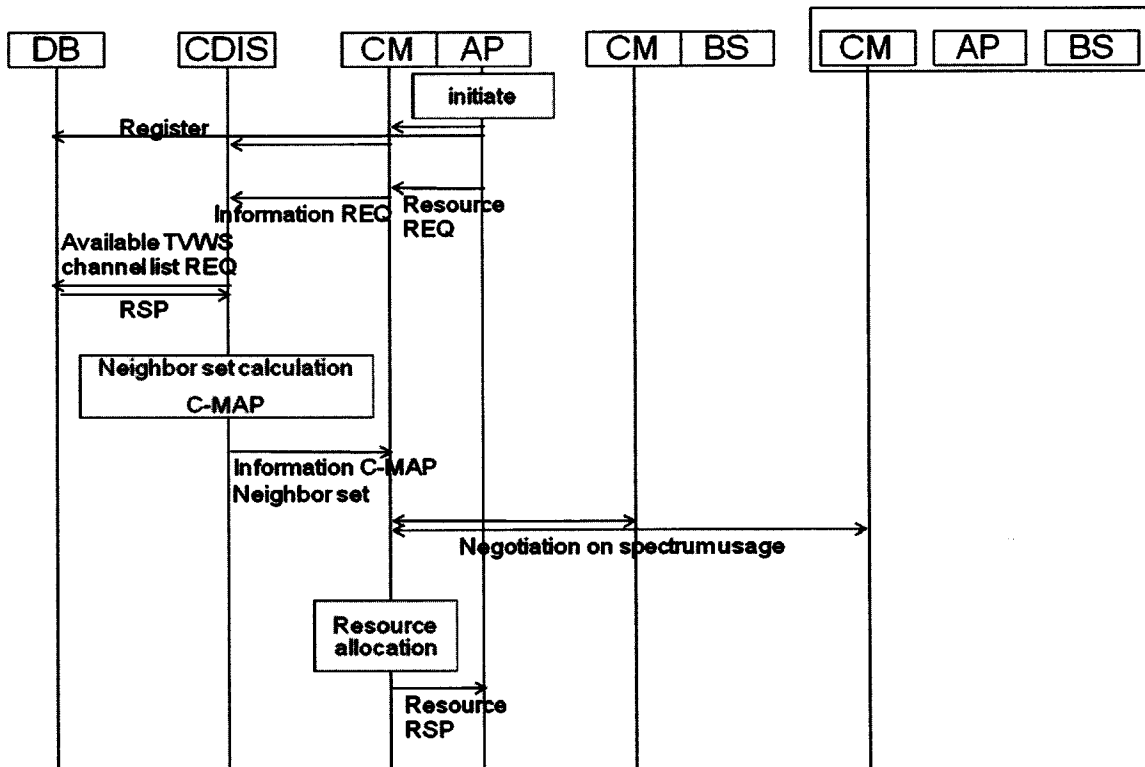 DB CDIS CM AP CM BS CM AP BS
initiate
Register
Information REQ
Resource
REQ
Available TVWS
channel list REQ
RSP
Neighbor set calculation
C-MAP
Information C-MAP
Neighbor set
Negotiation on spectrum usage
Resource
allocation
Resource
RSP